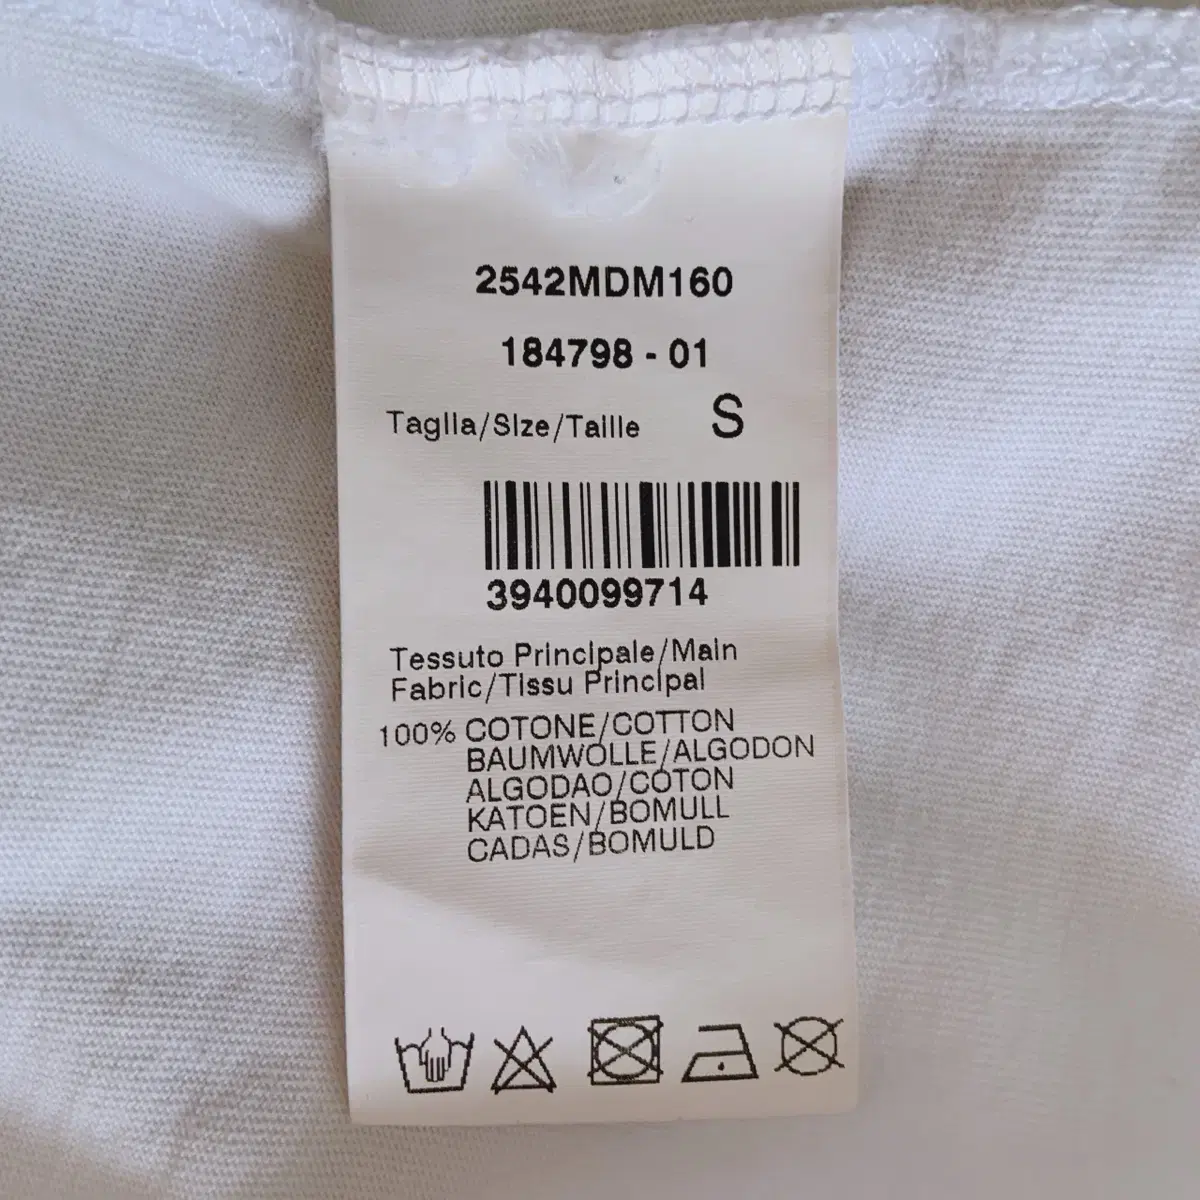 2542MDM160
184798 - 01
Taglia/Size/Taille S
3940099714
Tessuto Principale/Main
Fabric/Tissu Principal
100% COTONE/COTTON
BAUMWOLLE/ALGODON
ALGODAO/COTON
KATOEN/BOMULL
CADAS/BOMULD